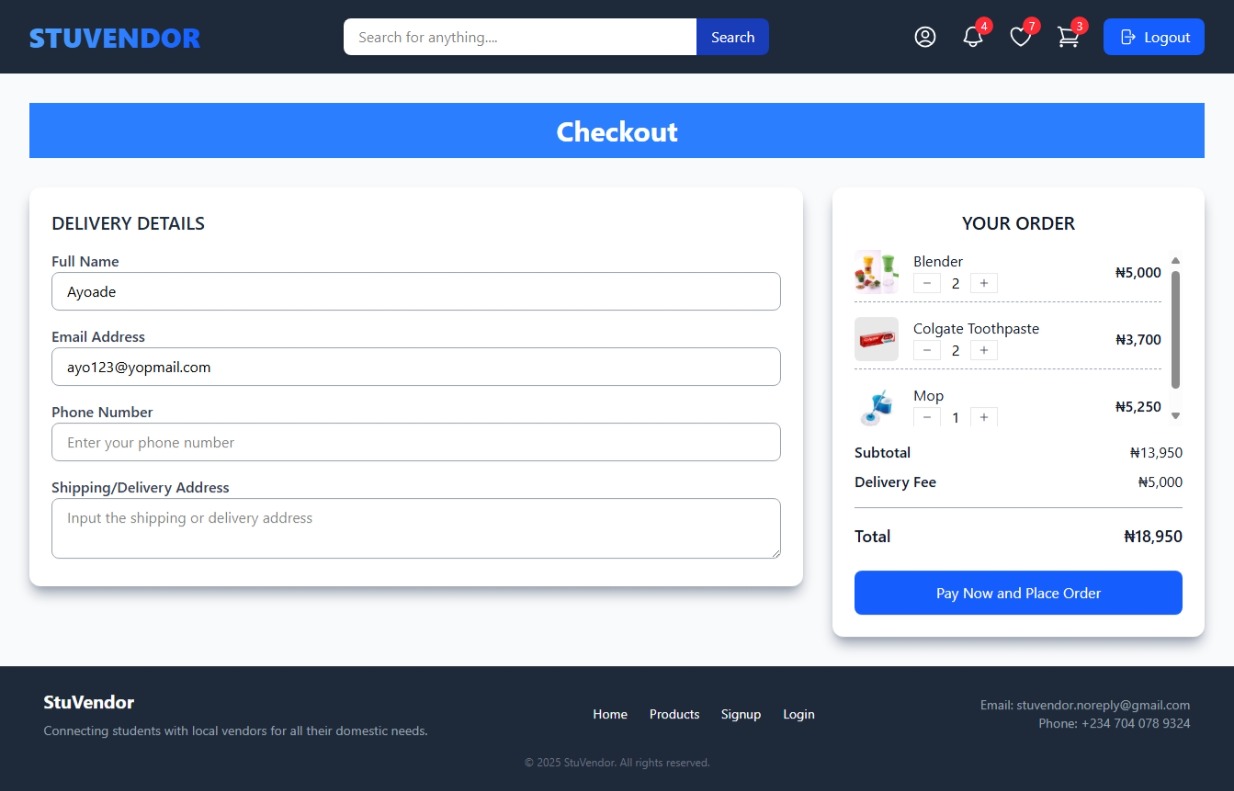 STUVENDOR
Search for anything.... Search 4 7 3 Logout
Checkout
DELIVERY DETAILS
Full Name
Ayoade
Email Address
ayo123@yopmail.com
Phone Number
Enter your phone number
Shipping/Delivery Address
Input the shipping or delivery address
YOUR ORDER
Blender
− 2 + ₦5,000
Colgate Toothpaste
− 2 + ₦3,700
Mop
− 1 + ₦5,250
Subtotal ₦13,950
Delivery Fee ₦5,000
Total ₦18,950
Pay Now and Place Order
StuVendor
Connecting students with local vendors for all their domestic needs.
Home Products Signup Login
Email: stuvendor.noreply@gmail.com
Phone: +234 704 078 9324
© 2025 StuVendor. All rights reserved.